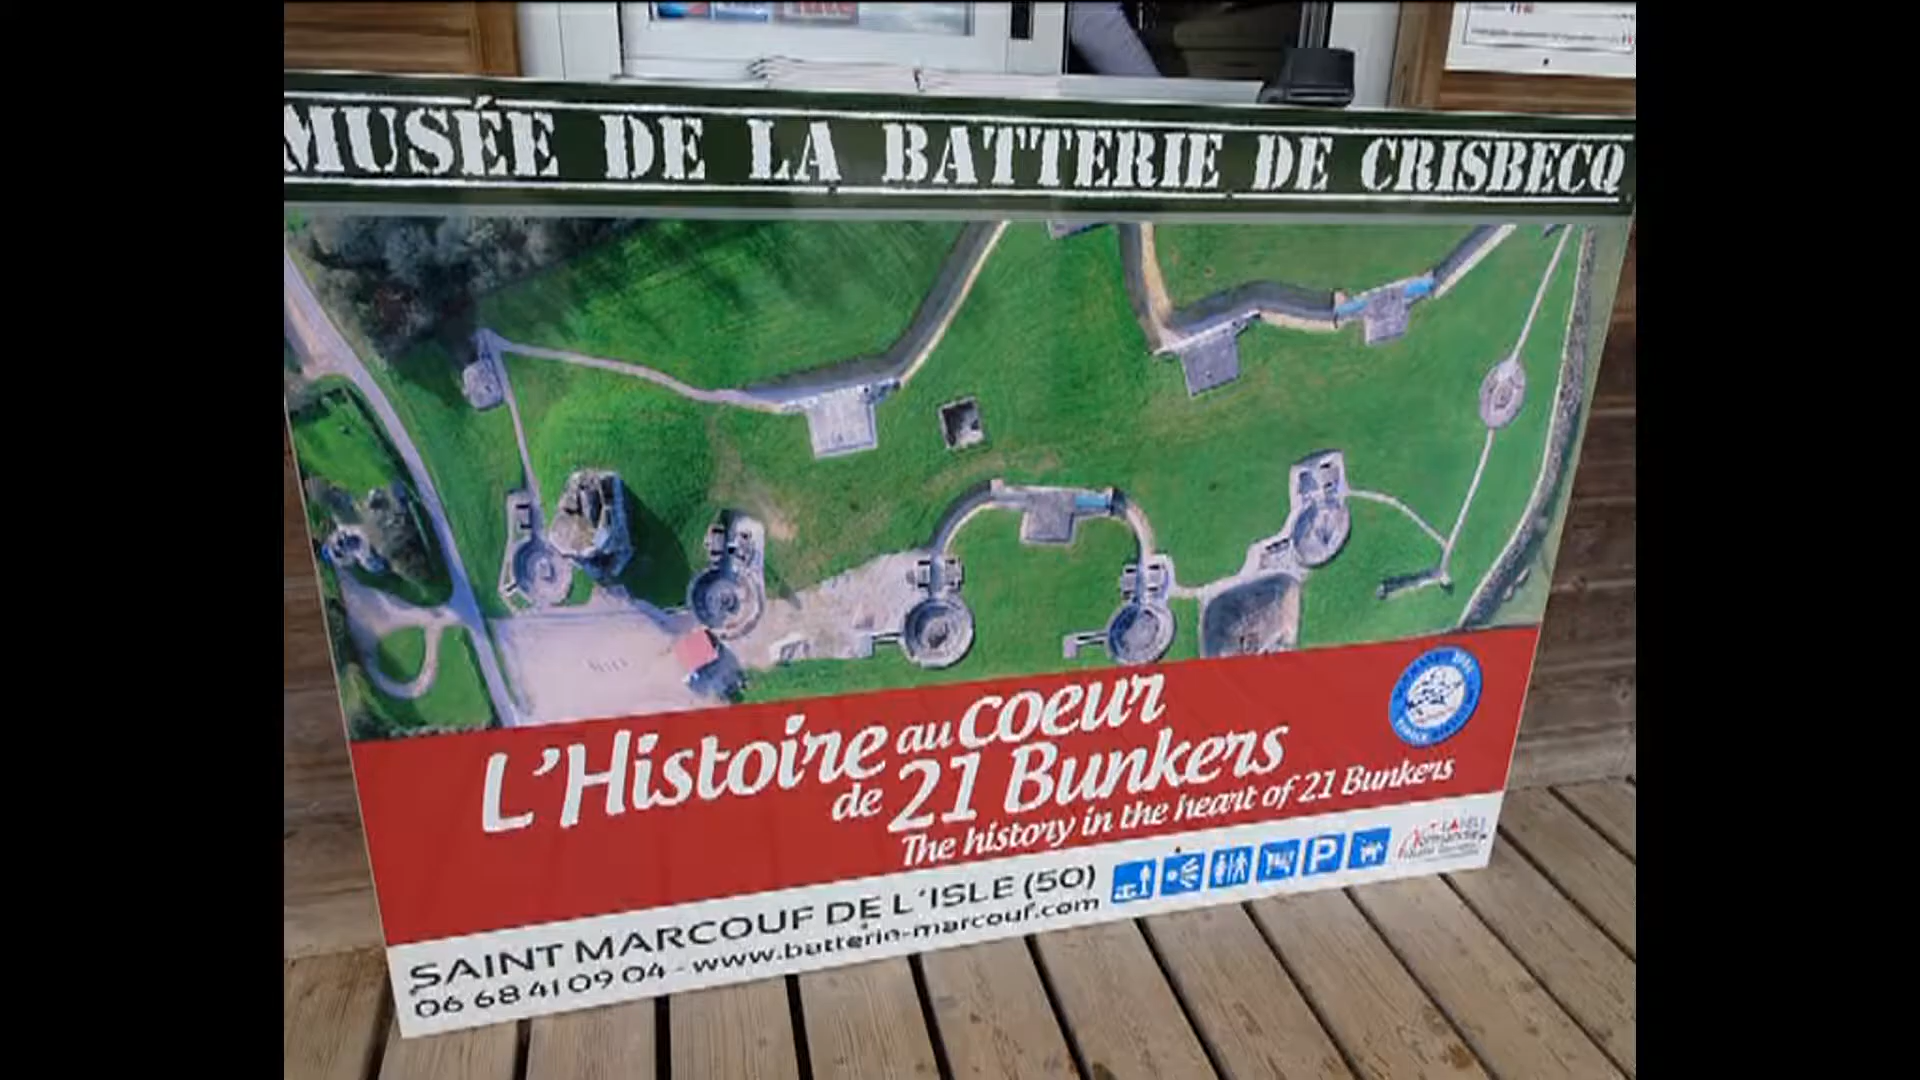 MUSÉE DE LA BATTERIE DE CRISBECQ
L'Histoire au coeur
de 21 Bunkers
The history in the heart of 21 Bunkers
SAINT MARCOUF DE L'ISLE (50)
06 68 41 09 04 - www.batterie-marcouf.com
P